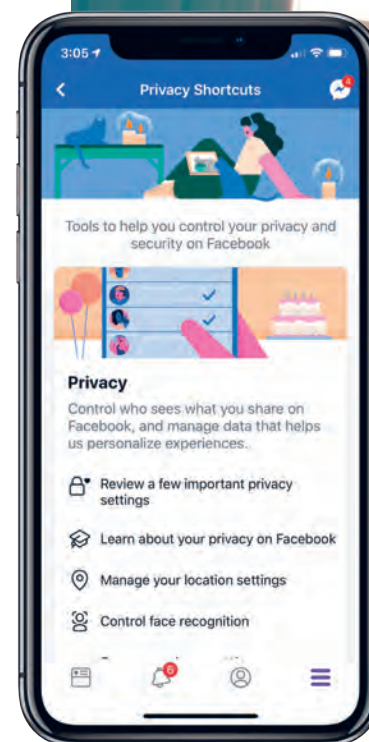 3:05
Privacy Shortcuts
4
Tools to help you control your privacy and
security on Facebook
Privacy
Control who sees what you share on
Facebook, and manage data that helps
us personalize experiences.
Review a few important privacy
settings
Learn about your privacy on Facebook
Manage your location settings
Control face recognition
6